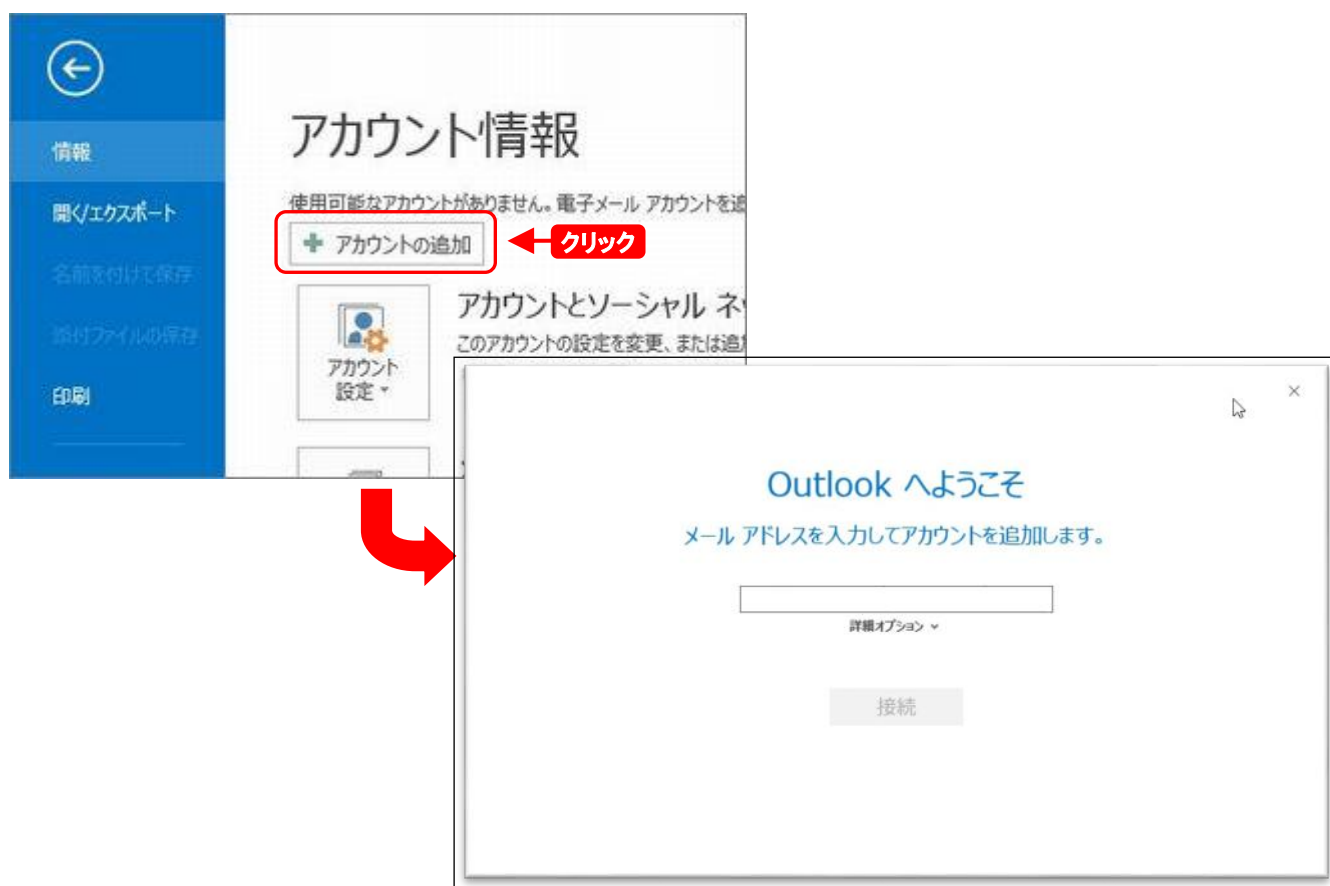 情報
開く/エクスポート
名前を付けて保存
添付ファイルの保存
印刷
アカウント情報
使用可能なアカウントがありません。電子メール アカウントを追
アカウントの追加
クリック
アカウント
設定
アカウントとソーシャル ネッ
このアカウントの設定を変更、または追加
Outlook へようこそ
メール アドレスを入力してアカウントを追加します。
詳細オプション
接続